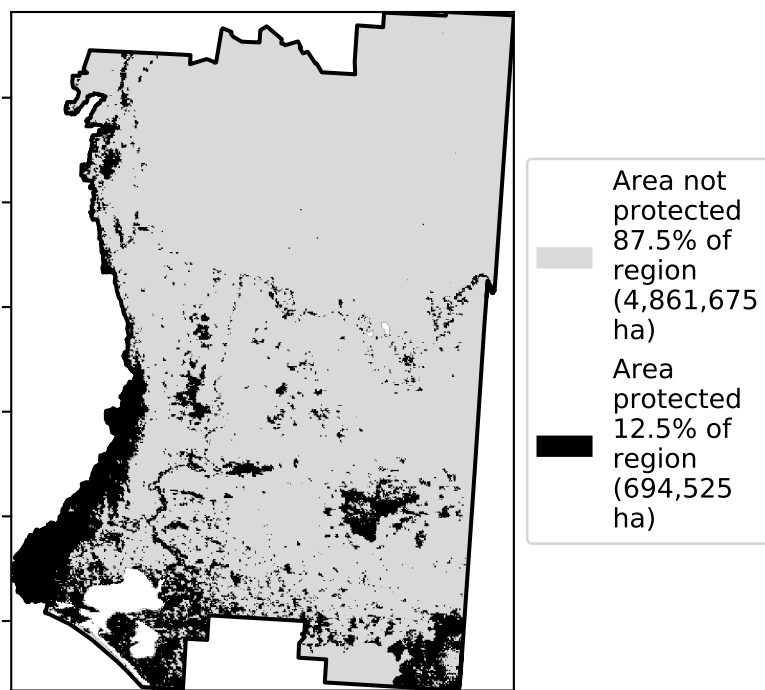 Area not
protected
87.5% of
region
(4,861,675
ha)
Area
protected
12.5% of
region
(694,525
ha)